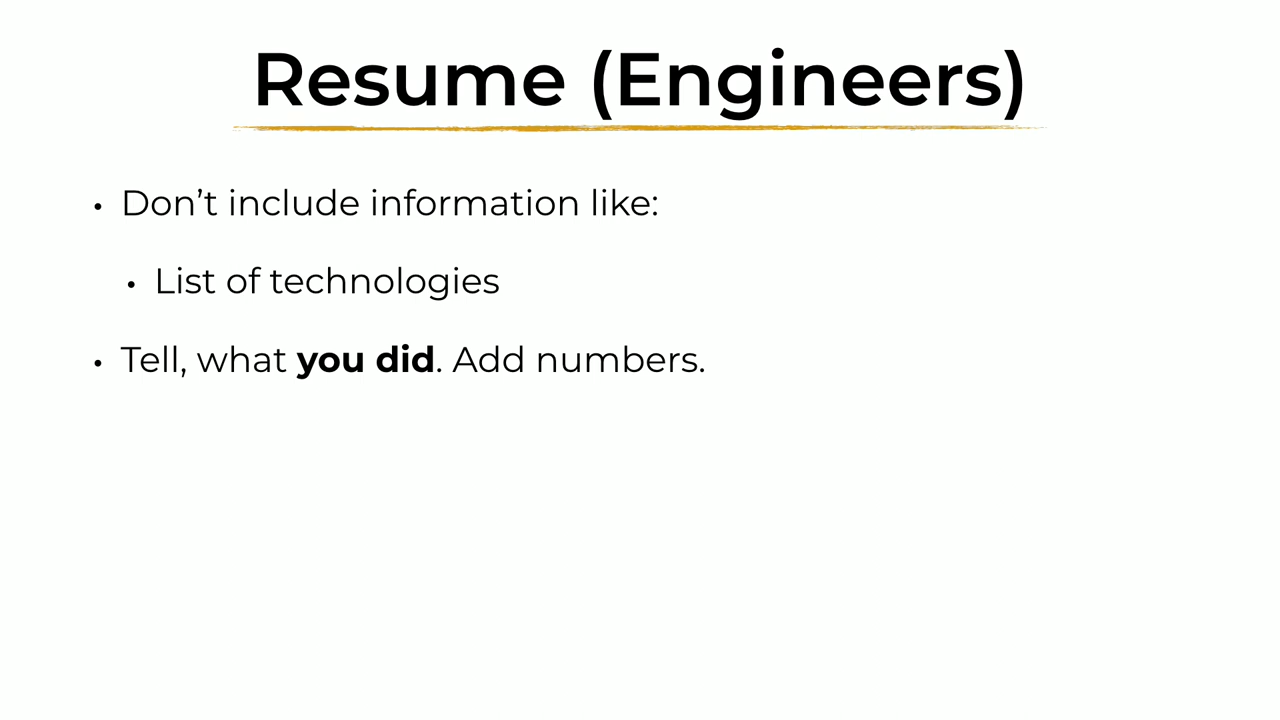 Resume (Engineers)
• Don’t include information like:
• List of technologies
• Tell, what you did. Add numbers.